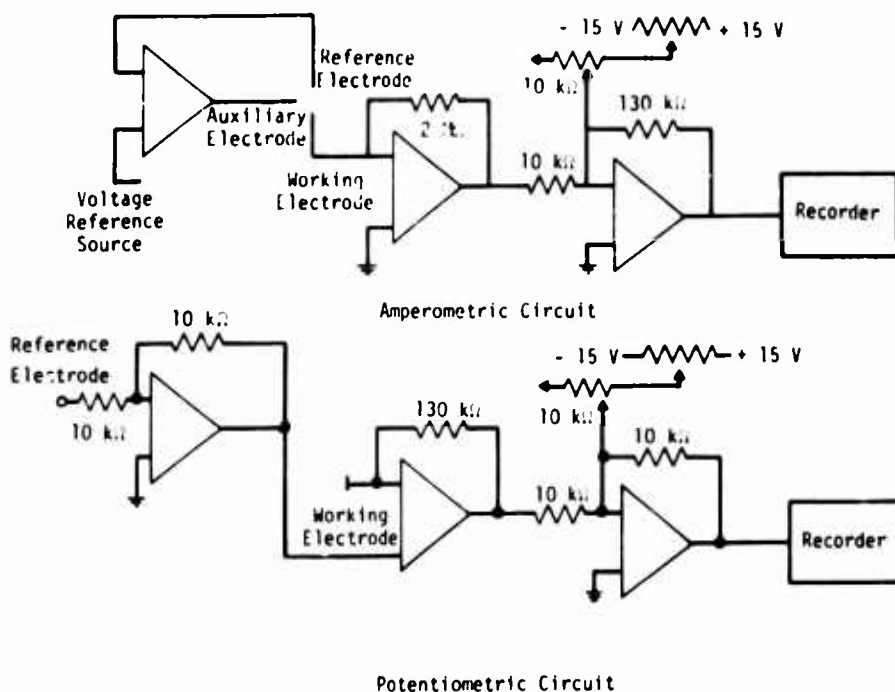 - 15 V + 15 V
Reference
Electrode
10 kΩ
130 kΩ
Auxiliary
Electrode
10 kΩ
Working
Electrode
Voltage
Reference
Source
Recorder
Amperometric Circuit
10 kΩ
Reference
Electrode
- 15 V + 15 V
10 kΩ
130 kΩ
10 kΩ
10 kΩ
10 kΩ
Working
Electrode
Recorder
Potentiometric Circuit